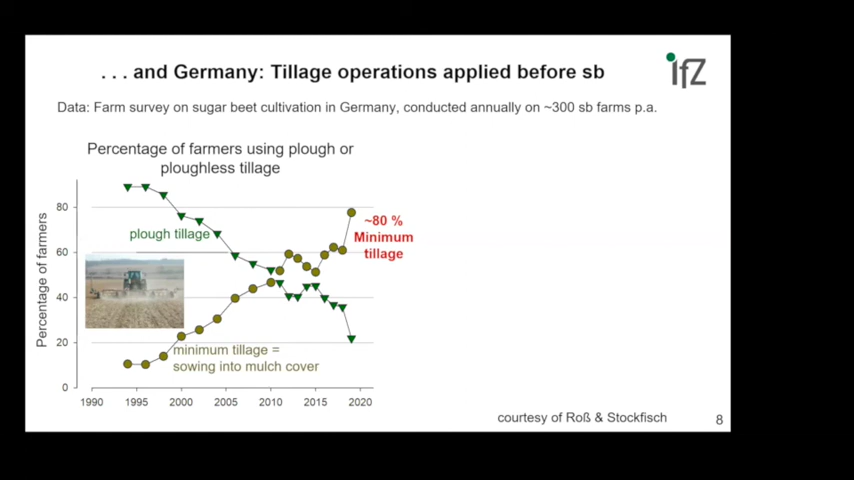 . . . and Germany: Tillage operations applied before sb
ifZ
Data: Farm survey on sugar beet cultivation in Germany, conducted annually on ~300 sb farms p.a.
Percentage of farmers using plough or
ploughless tillage
Percentage of farmers
80
60
40
20
0
plough tillage
~80 %
Minimum
tillage
minimum tillage =
sowing into mulch cover
1990 1995 2000 2005 2010 2015 2020
courtesy of Roß & Stockfisch
8